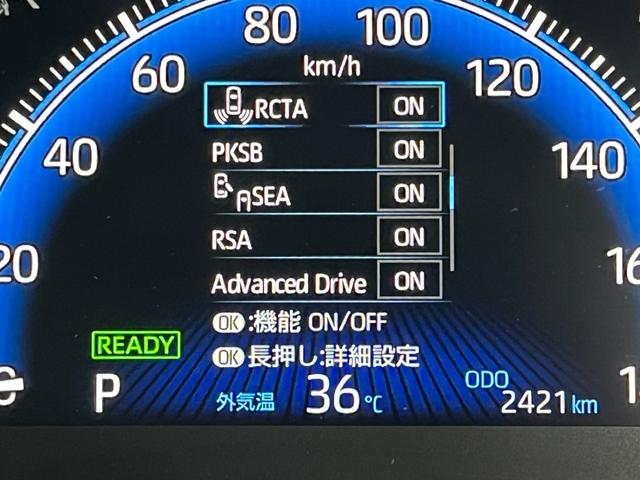 80 100
60 km/h 120
RCTA ON
40 PKSB ON 140
SEA ON
RSA ON
20
Advanced Drive ON
OK:機能 ON/OFF
READY
OK長押し:詳細設定
P 外気温 36℃ ODO 2421km